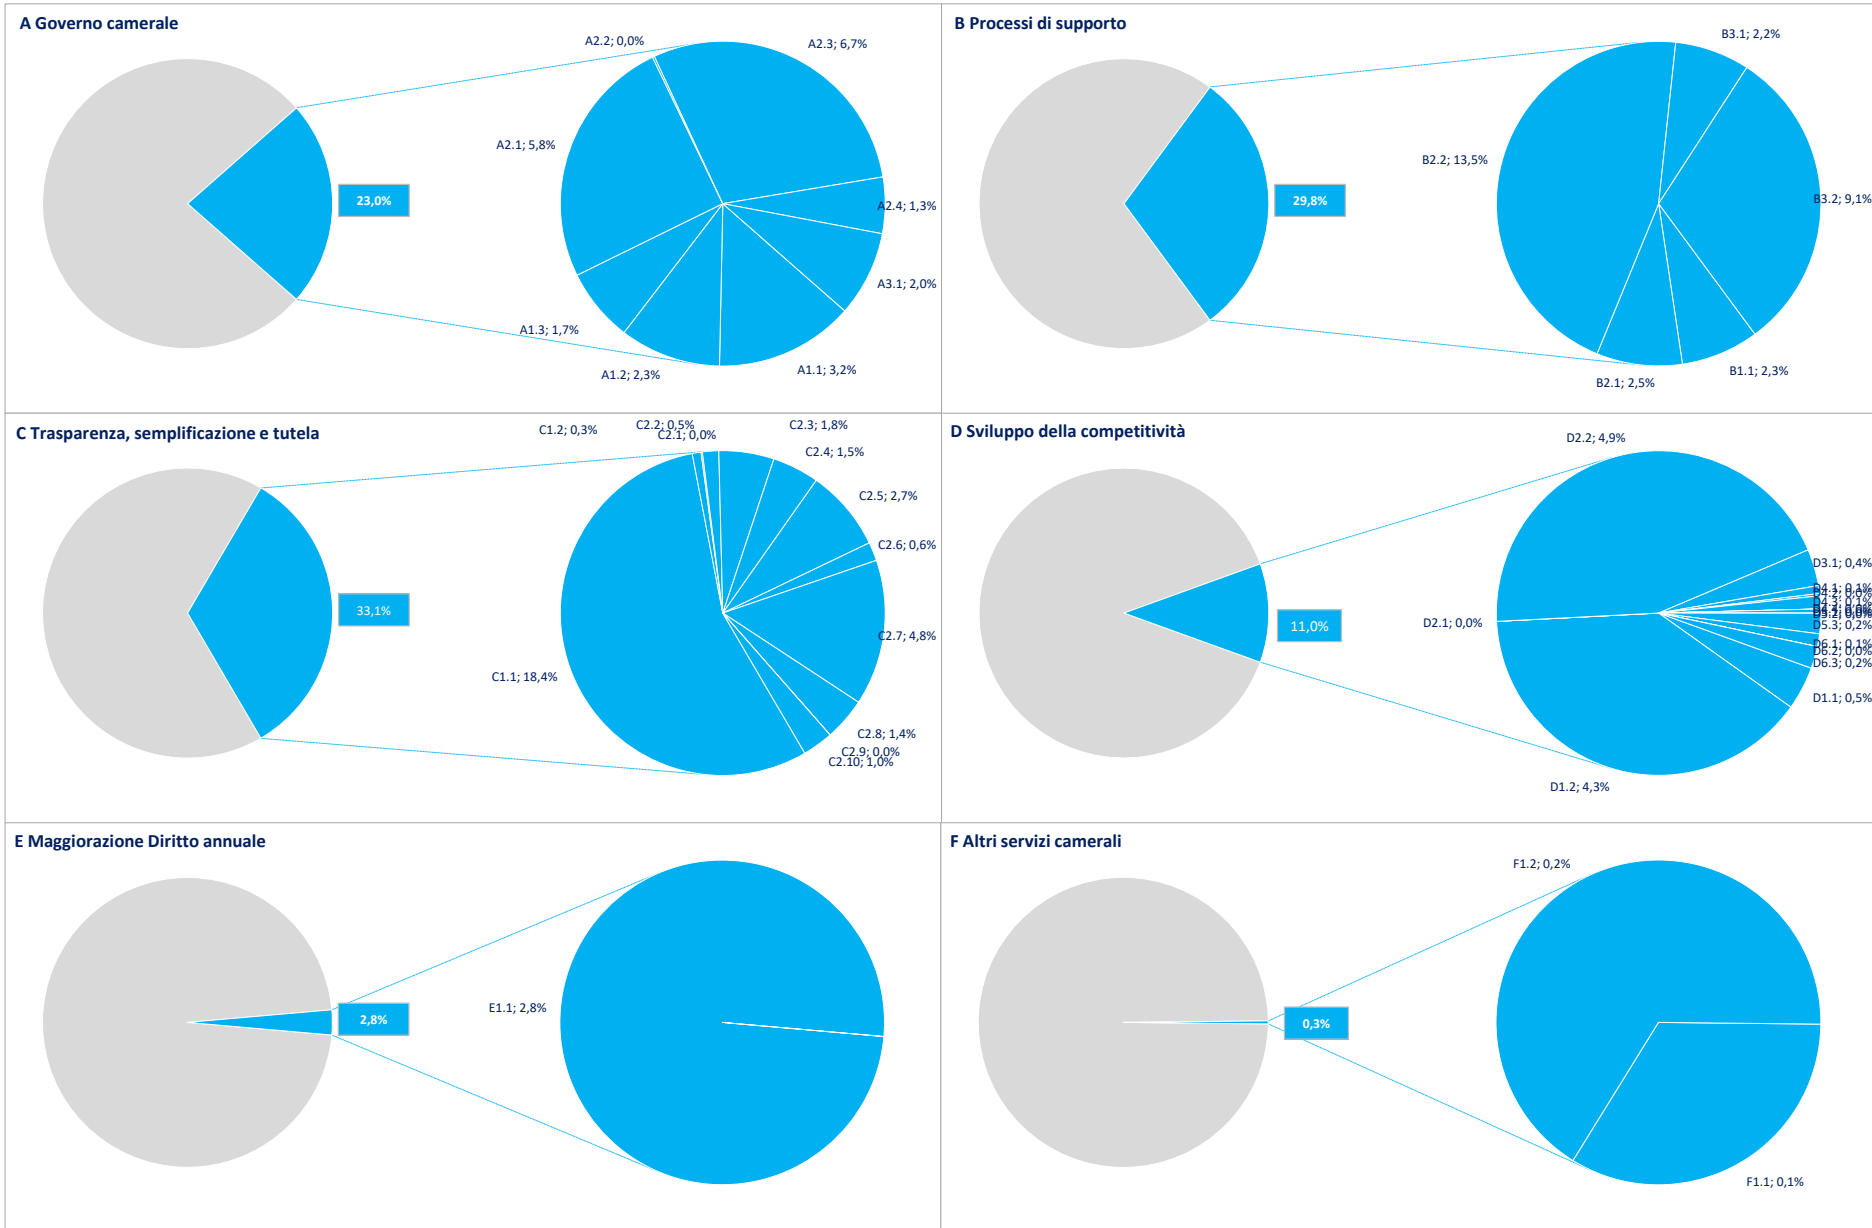 A Governo camerale
A2.2; 0,0%
A2.3; 6,7%
A2.1; 5,8%
23,0%
A2.4; 1,3%
A3.1; 2,0%
A1.3; 1,7%
A1.2; 2,3%
A1.1; 3,2%
B Processi di supporto
B3.1; 2,2%
B2.2; 13,5%
29,8%
B3.2; 9,1%
B1.1; 2,3%
B2.1; 2,5%
C Trasparenza, semplificazione e tutela
C1.2; 0,3%
C2.2; 0,5%
C2.1; 0,0%
C2.3; 1,8%
C2.4; 1,5%
C2.5; 2,7%
C2.6; 0,6%
33,1%
C2.7; 4,8%
C1.1; 18,4%
C2.8; 1,4%
C2.9; 0,0%
C2.10; 1,0%
D Sviluppo della competitività
D2.2; 4,9%
D3.1; 0,4%
D4.1; 0,1%
D4.2; 0,0%
D4.3; 0,1%
D5.3; 0,2%
D2.1; 0,0%
11,0%
D6.1; 0,1%
D6.2; 0,0%
D6.3; 0,2%
D1.1; 0,5%
D1.2; 4,3%
E Maggiorazione Diritto annuale
E1.1; 2,8%
2,8%
F Altri servizi camerali
F1.2; 0,2%
0,3%
F1.1; 0,1%